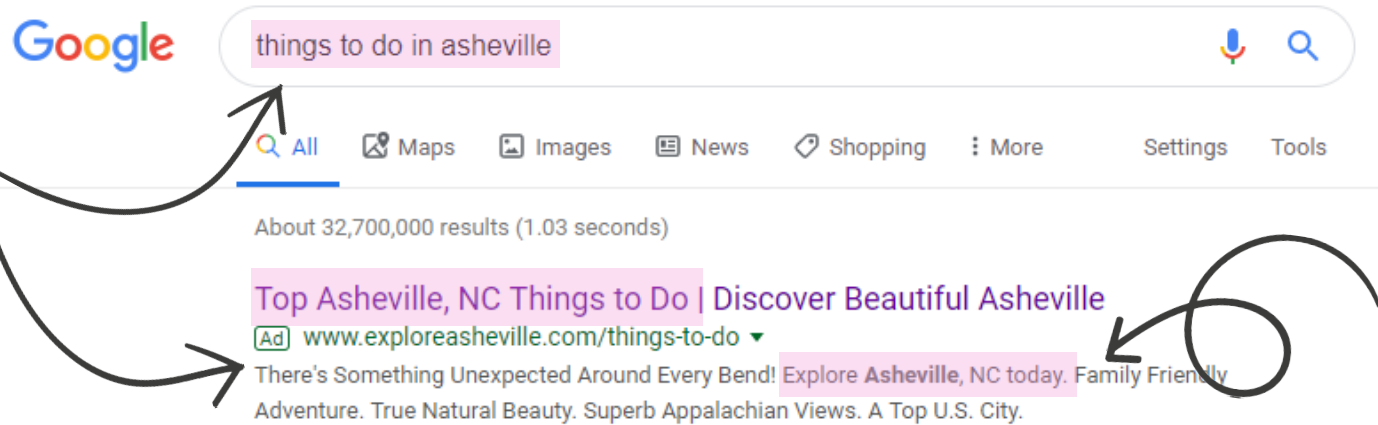 Google things to do in asheville
All Maps Images News Shopping More Settings Tools
About 32,700,000 results (1.03 seconds)
Top Asheville, NC Things to Do | Discover Beautiful Asheville
Ad www.exploreasheville.com/things-to-do
There's Something Unexpected Around Every Bend! Explore Asheville, NC today. Family Friendly
Adventure. True Natural Beauty. Superb Appalachian Views. A Top U.S. City.